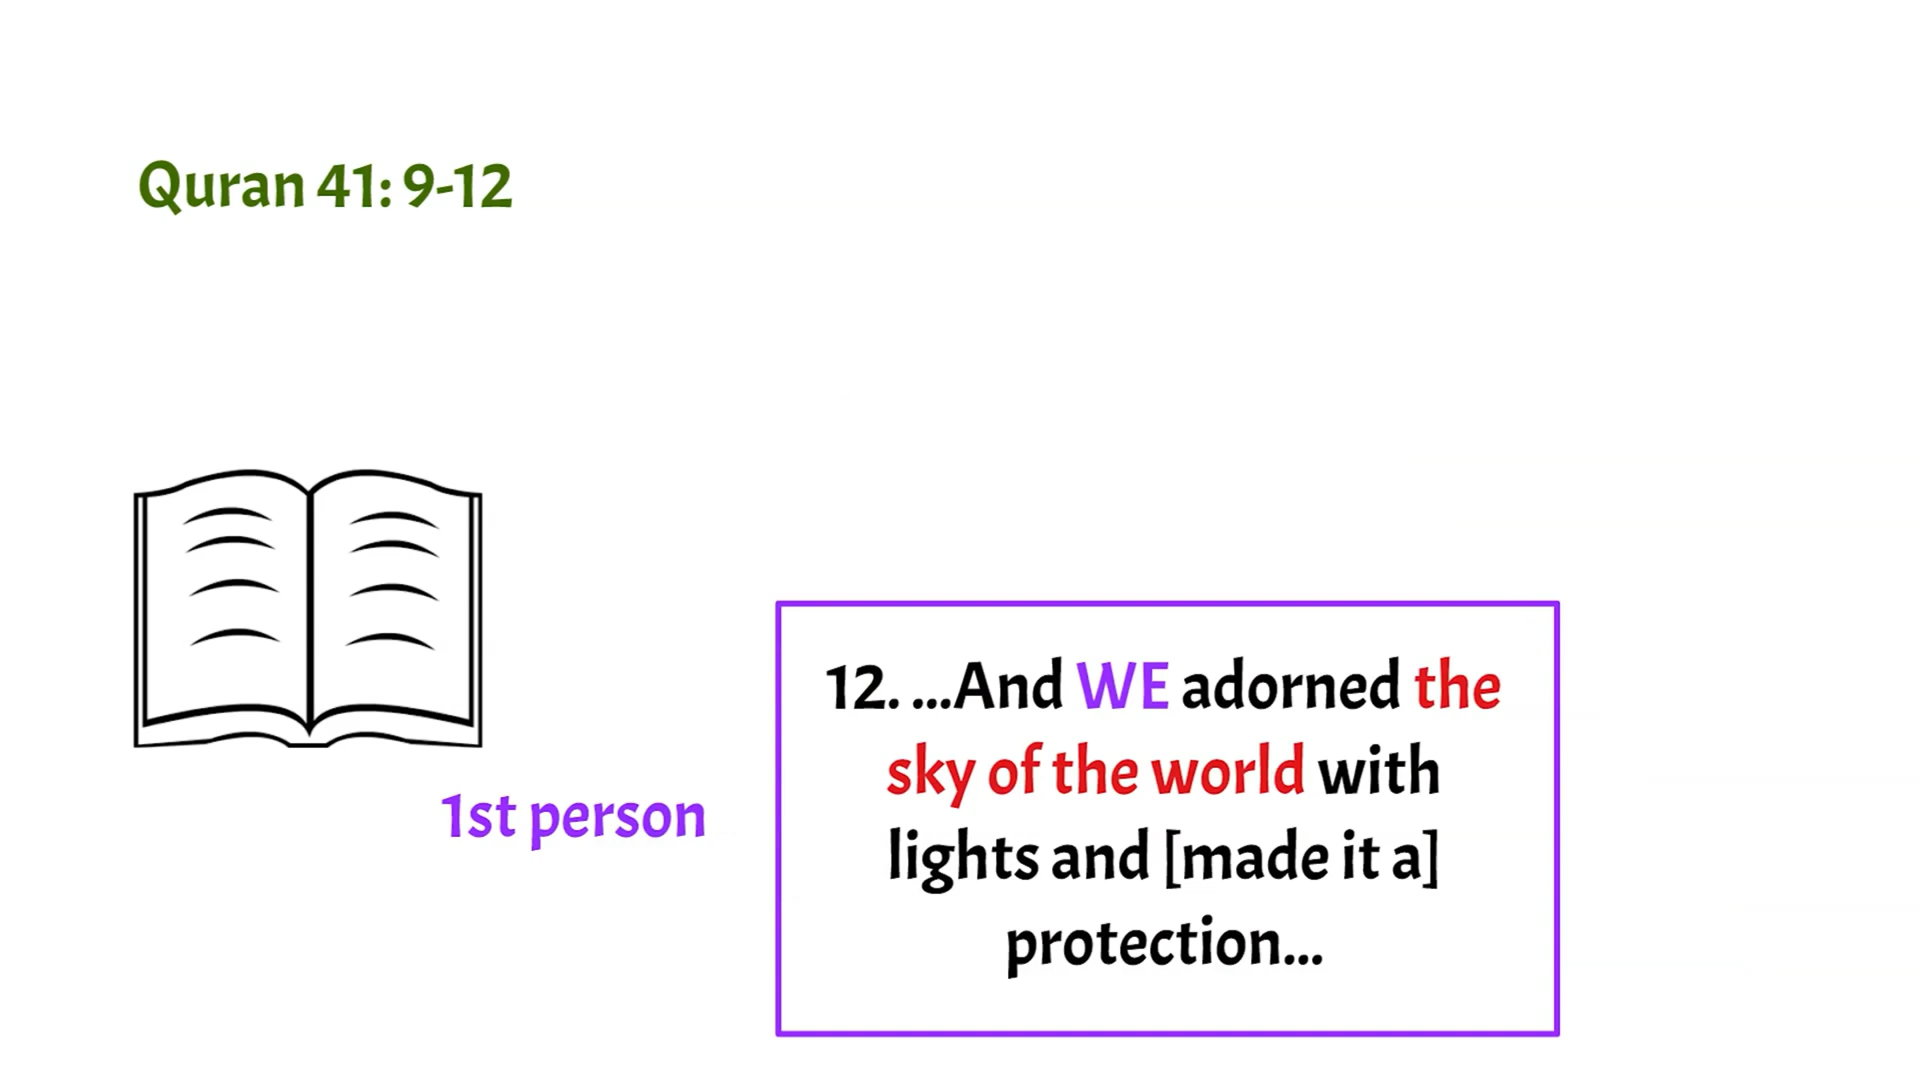 Quran 41: 9-12
1st person
12. ...And WE adorned the
sky of the world with
lights and [made it a]
protection...